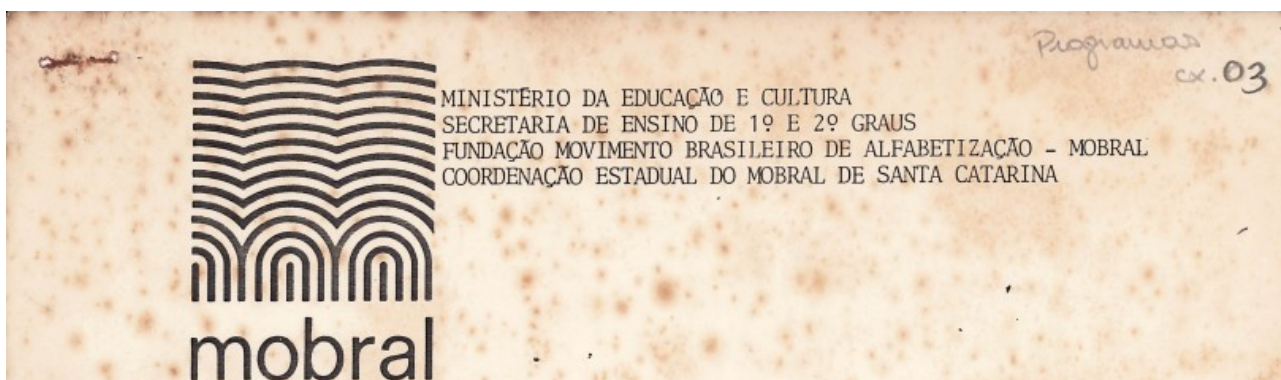 Programas
cx. 03
MINISTÉRIO DA EDUCAÇÃO E CULTURA
SECRETARIA DE ENSINO DE 1º E 2º GRAUS
FUNDAÇÃO MOVIMENTO BRASILEIRO DE ALFABETIZAÇÃO - MOBRAL
COORDENAÇÃO ESTADUAL DO MOBRAL DE SANTA CATARINA
mobral